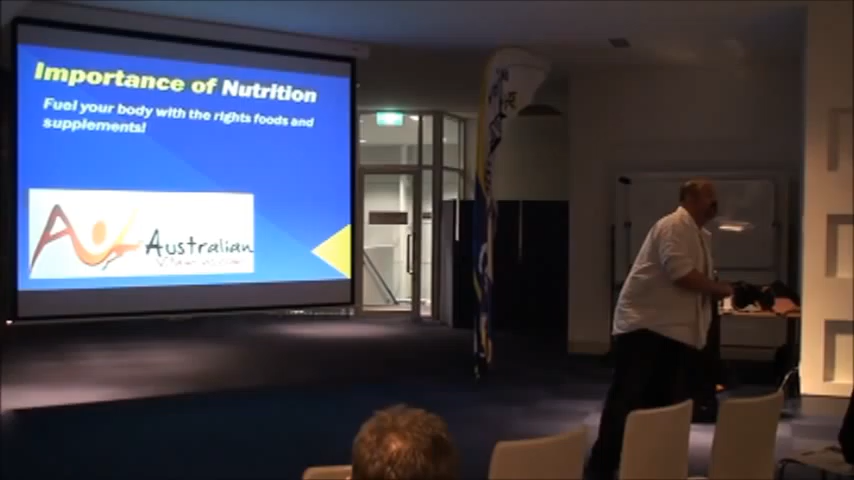 Importance of Nutrition
Fuel your body with the rights foods and
supplements!
Australian